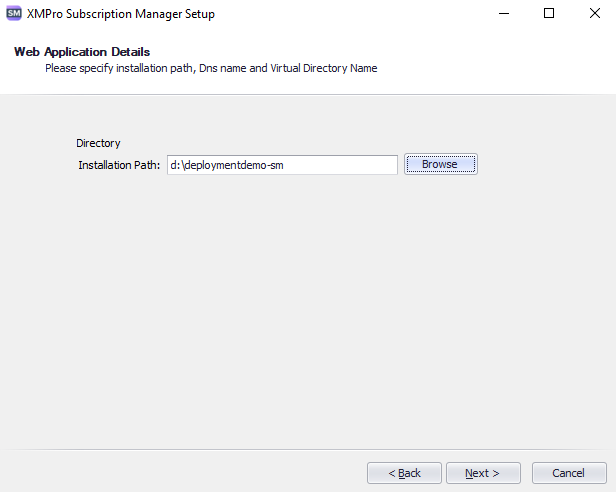 SM XMPro Subscription Manager Setup
Web Application Details
Please specify installation path, Dns name and Virtual Directory Name
Directory
Installation Path: d:\deploymentdemo-sm Browse
< Back Next > Cancel